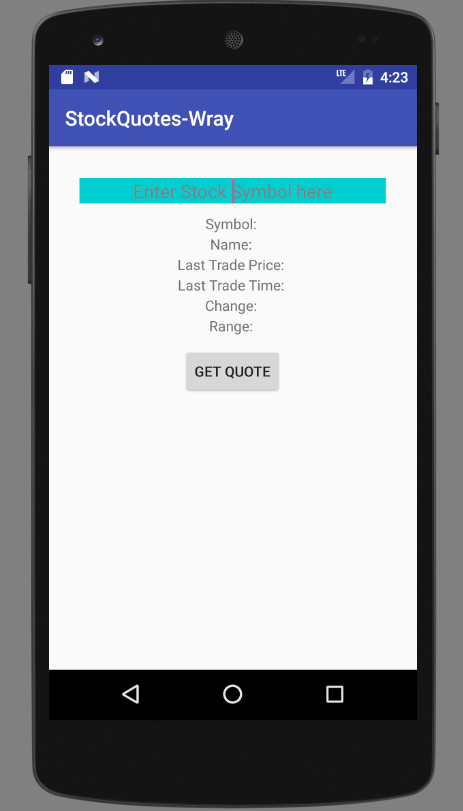 LTE 4:23
StockQuotes-Wray
Enter Stock Symbol here
Symbol:
Name:
Last Trade Price:
Last Trade Time:
Change:
Range:
GET QUOTE